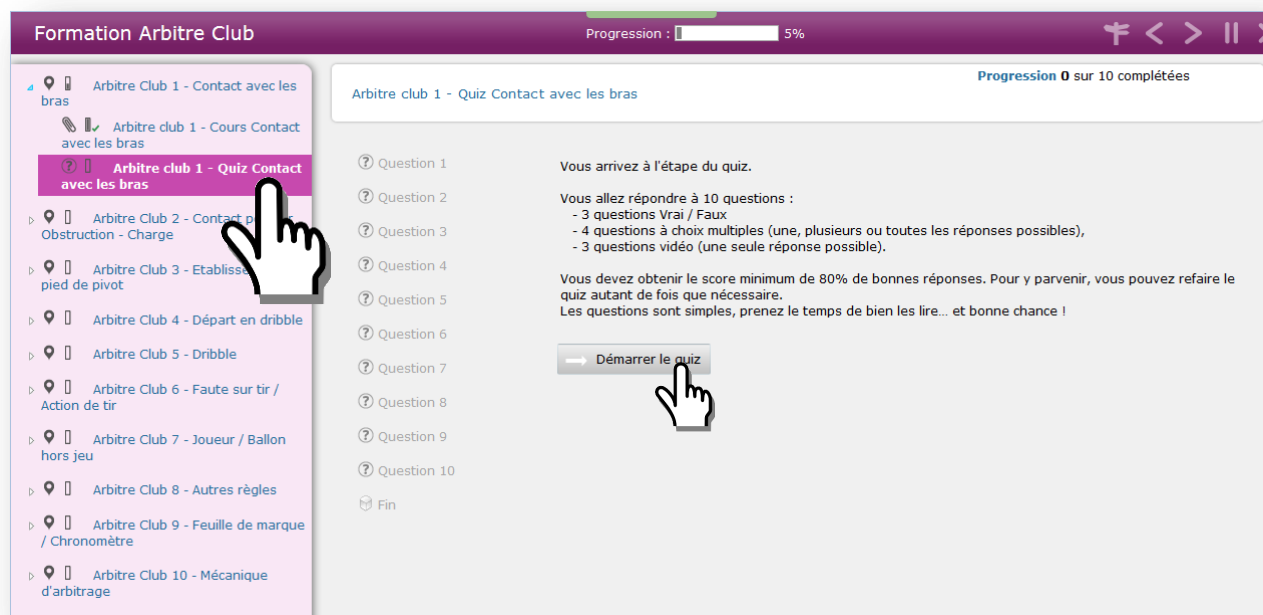 Formation Arbitre Club
Progression : 5%
Arbitre Club 1 - Contact avec les
bras
Arbitre club 1 - Cours Contact
avec les bras
Arbitre club 1 - Quiz Contact
avec les bras
Arbitre Club 2 - Contact
Obstruction - Charge
Arbitre Club 3 -
pied de pivot
Arbitre Club 4 - Départ en dribble
Arbitre Club 5 - Dribble
Arbitre Club 6 - Faute sur tir /
Action de tir
Arbitre Club 7 - Joueur / Ballon
hors jeu
Arbitre Club 8 - Autres règles
Arbitre Club 9 - Feuille de marque
/ Chronomètre
Arbitre Club 10 - Mécanique
d'arbitrage
Progression 0 sur 10 complétées
Arbitre club 1 - Quiz Contact avec les bras
Question 1
Question 2
Question 3
Question 4
Question 5
Question 6
Question 7
Question 8
Question 9
Question 10
Fin
Vous arrivez à l'étape du quiz.
Vous allez répondre à 10 questions :
- 3 questions Vrai / Faux
- 4 questions à choix multiples (une, plusieurs ou toutes les réponses possibles),
- 3 questions vidéo (une seule réponse possible).
Vous devez obtenir le score minimum de 80% de bonnes réponses. Pour y parvenir, vous pouvez refaire le
quiz autant de fois que nécessaire.
Les questions sont simples, prenez le temps de bien les lire... et bonne chance !
Démarrer le quiz